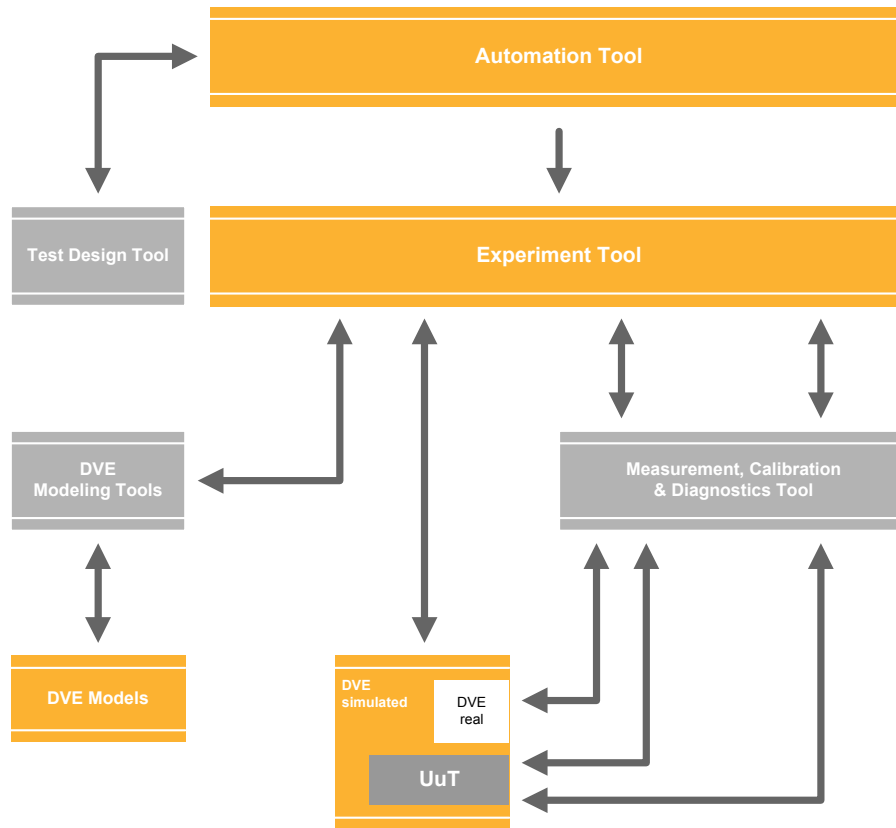 Automation Tool
Test Design Tool
Experiment Tool
DVE
Modeling Tools
Measurement, Calibration
& Diagnostics Tool
DVE Models
DVE
simulated
DVE
real
UuT